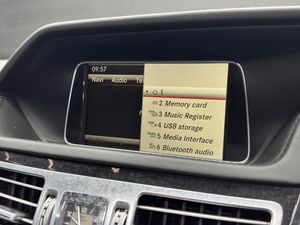 09:57
Navi Audio Te
1
2 Memory card
3 Music Register
4 USB storage
5 Media Interface
6 Bluetooth audio